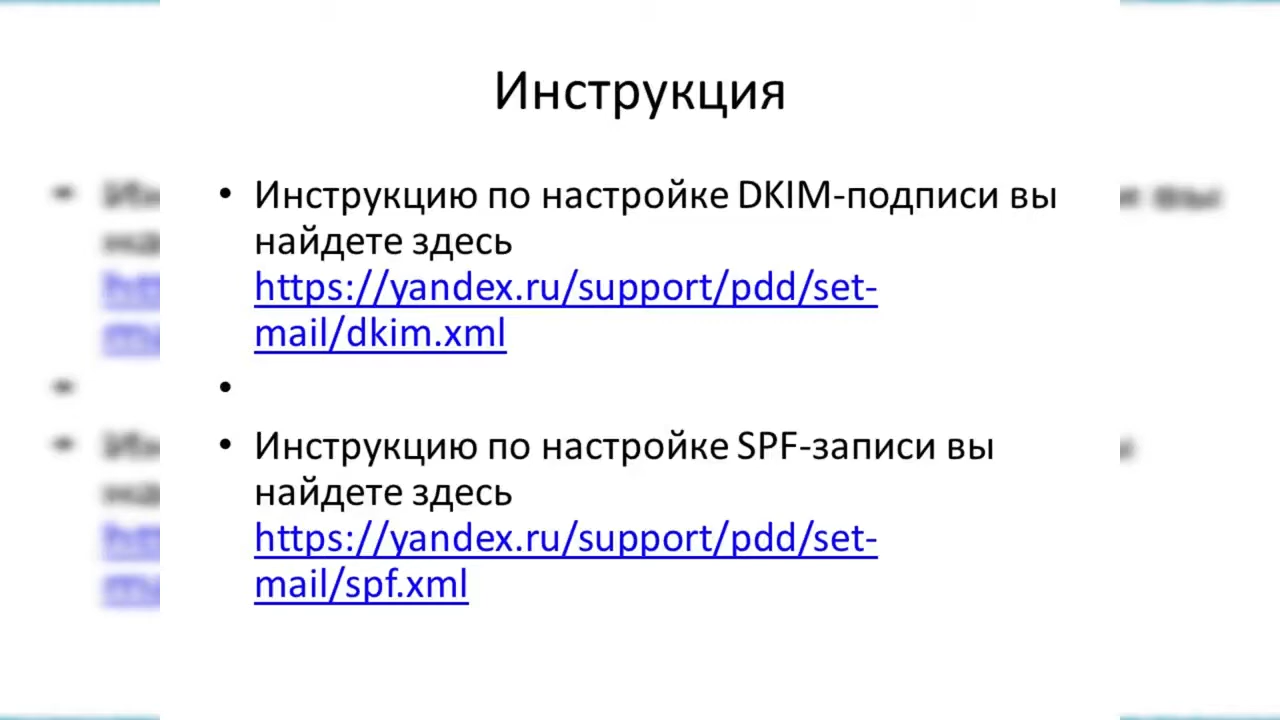 Инструкция
• Инструкцию по настройке DKIM-подписи вы
найдете здесь
https://yandex.ru/support/pdd/set-
mail/dkim.xml
•
• Инструкцию по настройке SPF-записи вы
найдете здесь
https://yandex.ru/support/pdd/set-
mail/spf.xml